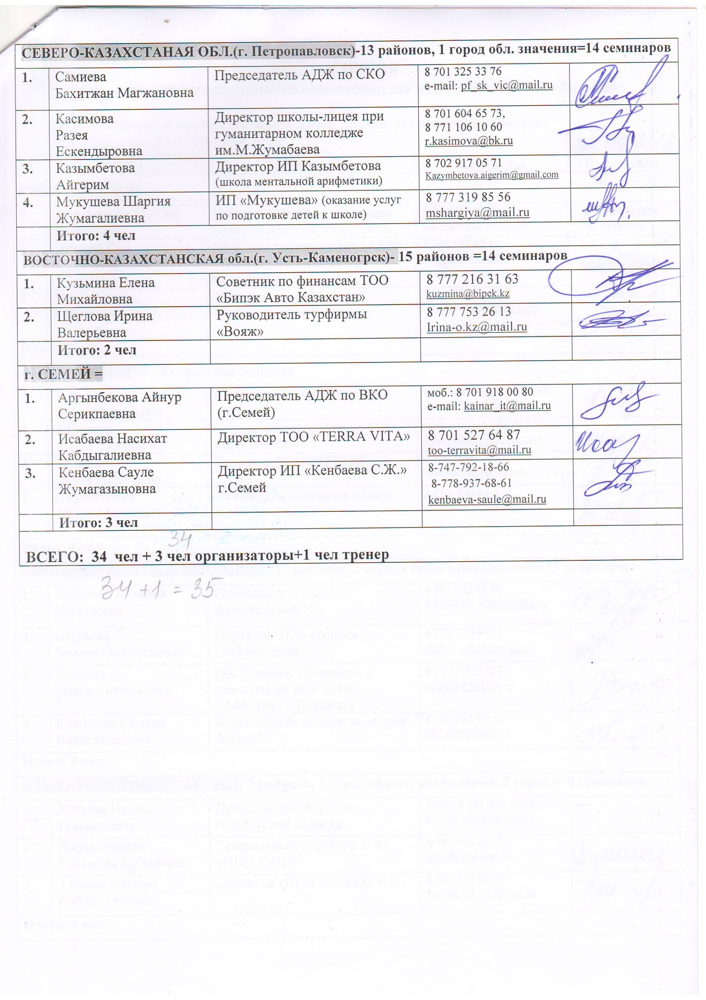 СЕВЕРО-КАЗАХСТАНАЯ ОБЛ.(г. Петропавловск)-13 районов, 1 город обл. значения=14 семинаров
1. Самиева Председатель АДЖ по СКО 8 701 325 33 76
Бахитжан Магжановна e-mail: pf_sk_vic@mail.ru
2. Касимова Директор школы-лицея при 8 701 604 65 73,
Разея гуманитарном колледже 8 771 106 10 60
Ескендыровна им.М.Жумабаева r.kasimova@bk.ru
3. Казымбетова Директор ИП Казымбетова 8 702 917 05 71
Айгерим (школа ментальной арифметики) Kazymbetova.aigerim@gmail.com
4. Мукушева Шаргия ИП «Мукушева» (оказание услуг 8 777 319 85 56
Жумагалиевна по подготовке детей к школе) mshargiya@mail.ru
Итого: 4 чел
ВОСТОЧНО-КАЗАХСТАНСКАЯ обл.(г. Усть-Каменогрск)- 15 районов =14 семинаров
1. Кузьмина Елена Советник по финансам ТОО 8 777 216 31 63
Михайловна «Бипэк Авто Казахстан» kuzmina@bipek.kz
2. Щеглова Ирина Руководитель турфирмы 8 777 753 26 13
Валерьевна «Вояж» Irina-o.kz@mail.ru
Итого: 2 чел
г. СЕМЕЙ =
1. Аргынбекова Айнур Председатель АДЖ по ВКО моб.: 8 701 918 00 80
Серикпаевна (г.Семей) e-mail: kainar_it@mail.ru
2. Исабаева Насихат Директор ТОО «TERRA VITA» 8 701 527 64 87
Кабдыгалиевна too-terravita@mail.ru
3. Кенбаева Сауле Директор ИП «Кенбаева С.Ж.» 8-747-792-18-66
Жумагазыновна г.Семей 8-778-937-68-61
kenbaeva-saule@mail.ru
Итого: 3 чел
34
ВСЕГО: 34 чел + 3 чел организаторы+1 чел тренер
34 + 1 = 35